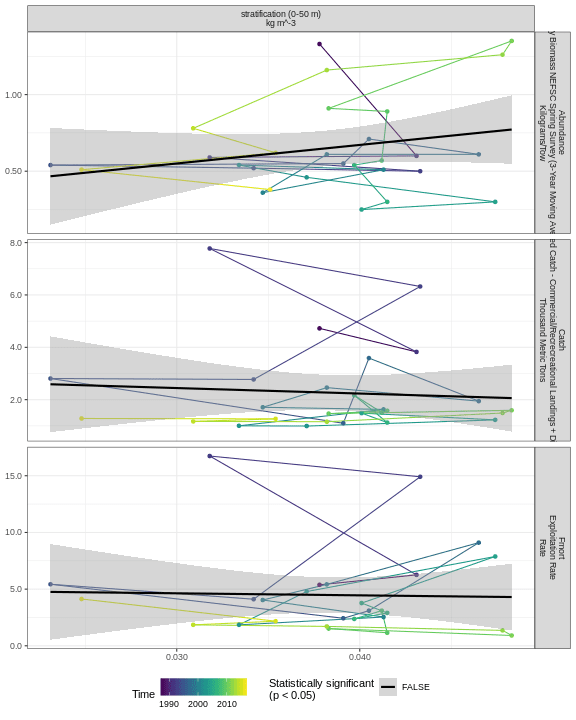 stratification (0-50 m)
kg m^-3
1.00
0.50
Abundance
Biomass NEFSC Spring Survey (3-Year Moving
Kilograms/tow
8.0
6.0
4.0
2.0
Catch
Catch - Commercial/Recreational Landings +
Thousand Metric Tons
15.0
10.0
5.0
0.0
Fmort
Exploitation Rate
Rate
0.030
0.040
Time
1990 2000 2010
Statistically significant
(p < 0.05)
FALSE